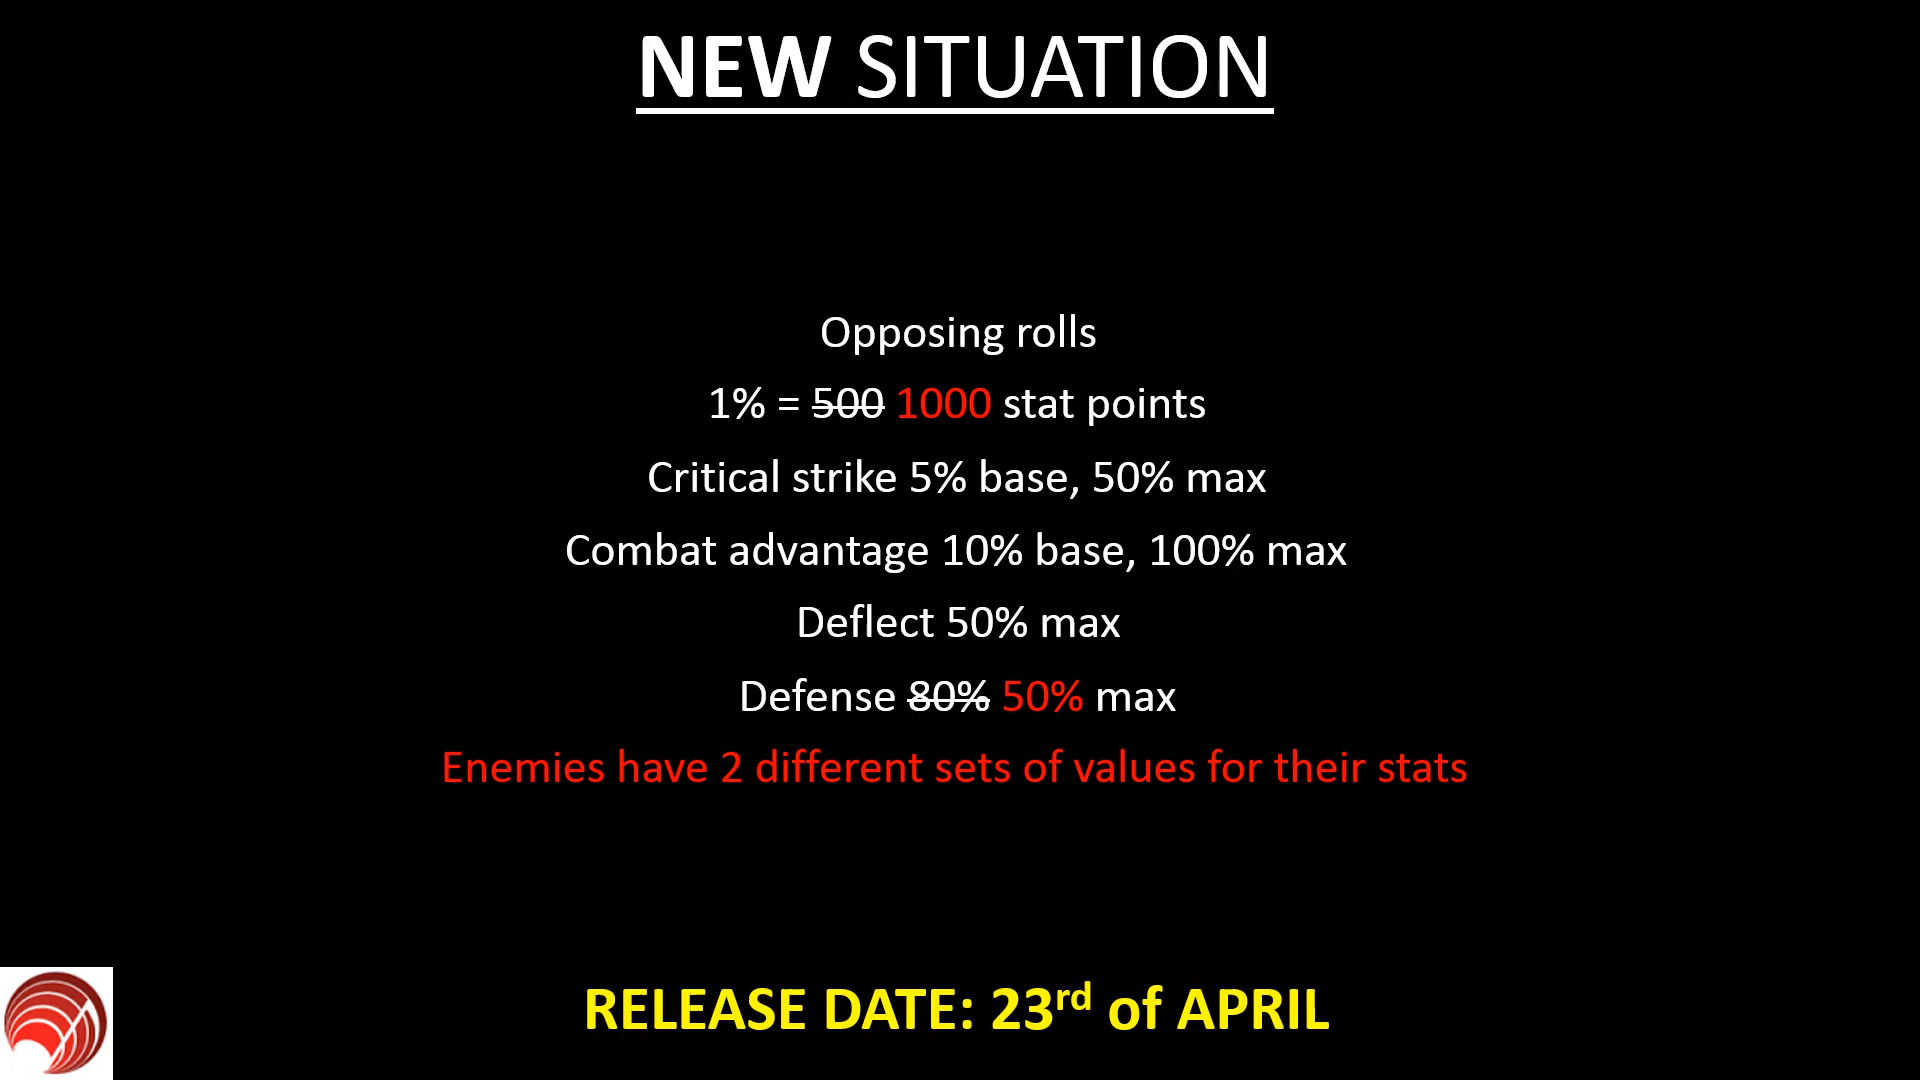 NEW SITUATION
Opposing rolls
1% = 500 1000 stat points
Critical strike 5% base, 50% max
Combat advantage 10% base, 100% max
Deflect 50% max
Defense 80% 50% max
Enemies have 2 different sets of values for their stats
RELEASE DATE: 23rd of APRIL